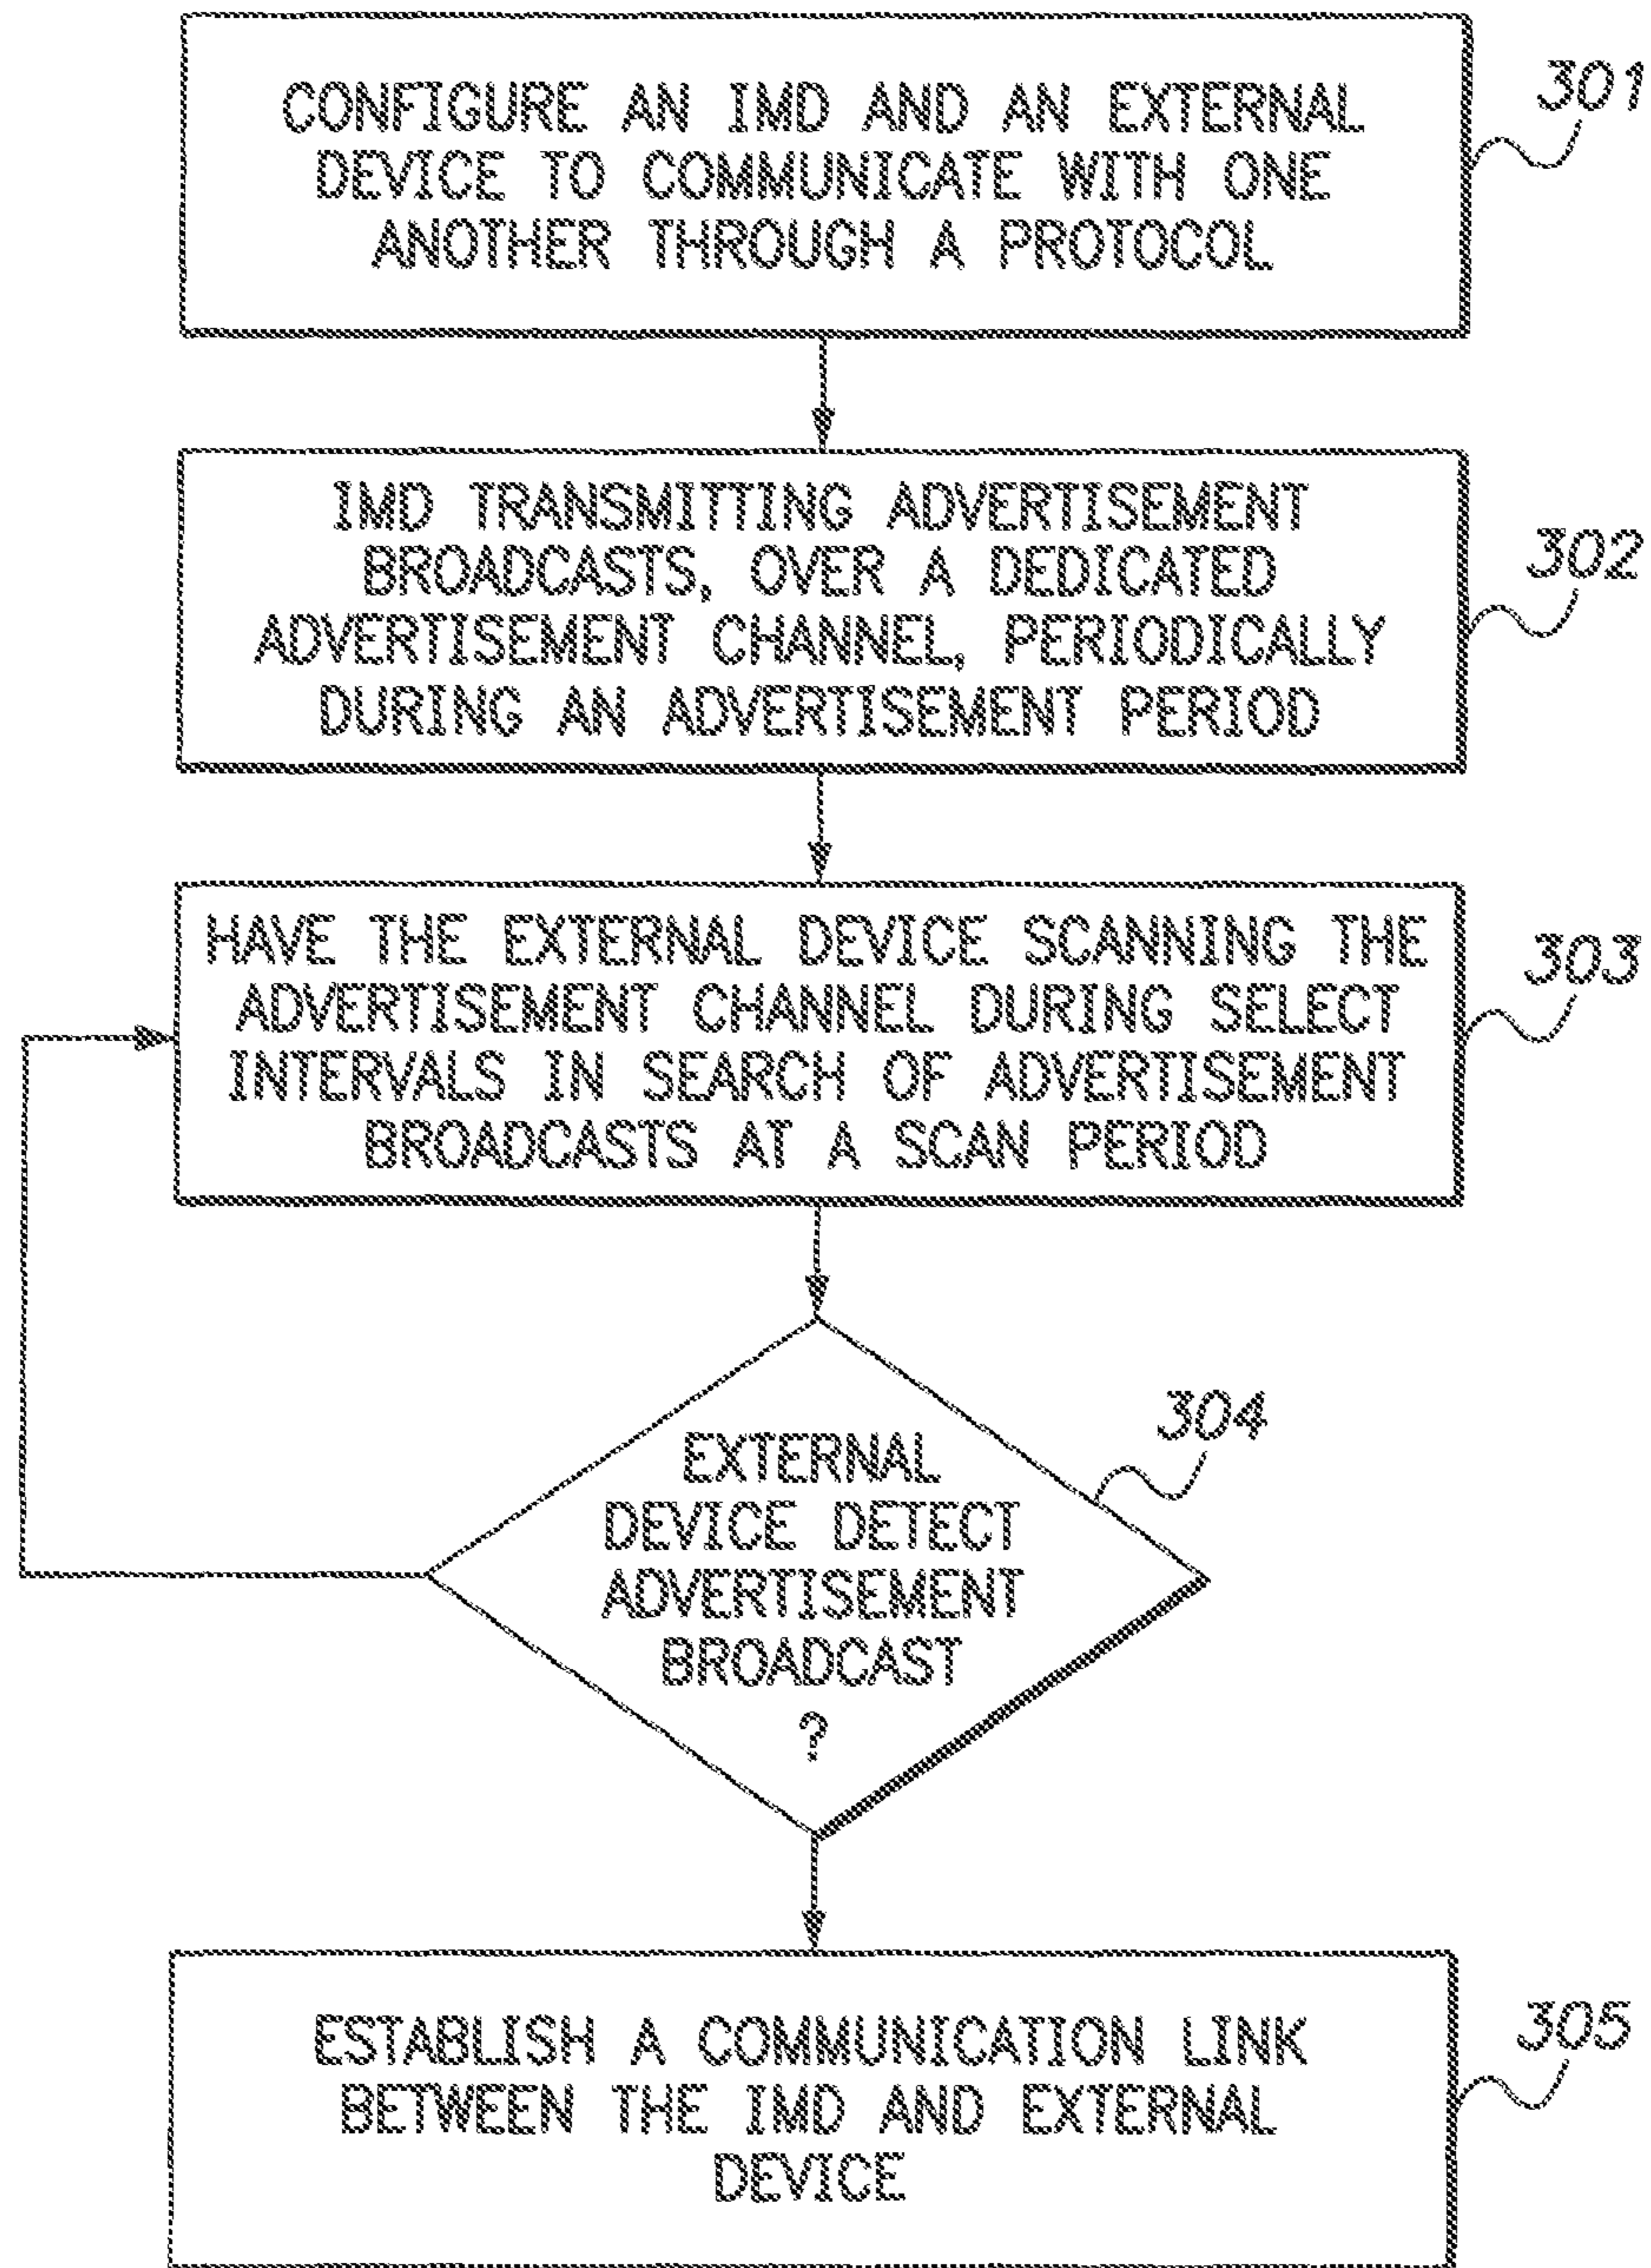 CONFIGURE AN IMD AND AN EXTERNAL
DEVICE TO COMMUNICATE WITH ONE
ANOTHER THROUGH A PROTOCOL
301
IMD TRANSMITTING ADVERTISEMENT
BROADCASTS, OVER A DEDICATED
ADVERTISEMENT CHANNEL, PERIODICALLY
DURING AN ADVERTISEMENT PERIOD
302
HAVE THE EXTERNAL DEVICE SCANNING THE
ADVERTISEMENT CHANNEL DURING SELECT
INTERVALS IN SEARCH OF ADVERTISEMENT
BROADCASTS AT A SCAN PERIOD
303
EXTERNAL
DEVICE DETECT
ADVERTISEMENT
BROADCAST
?
304
ESTABLISH A COMMUNICATION LINK
BETWEEN THE IMD AND EXTERNAL
DEVICE
305